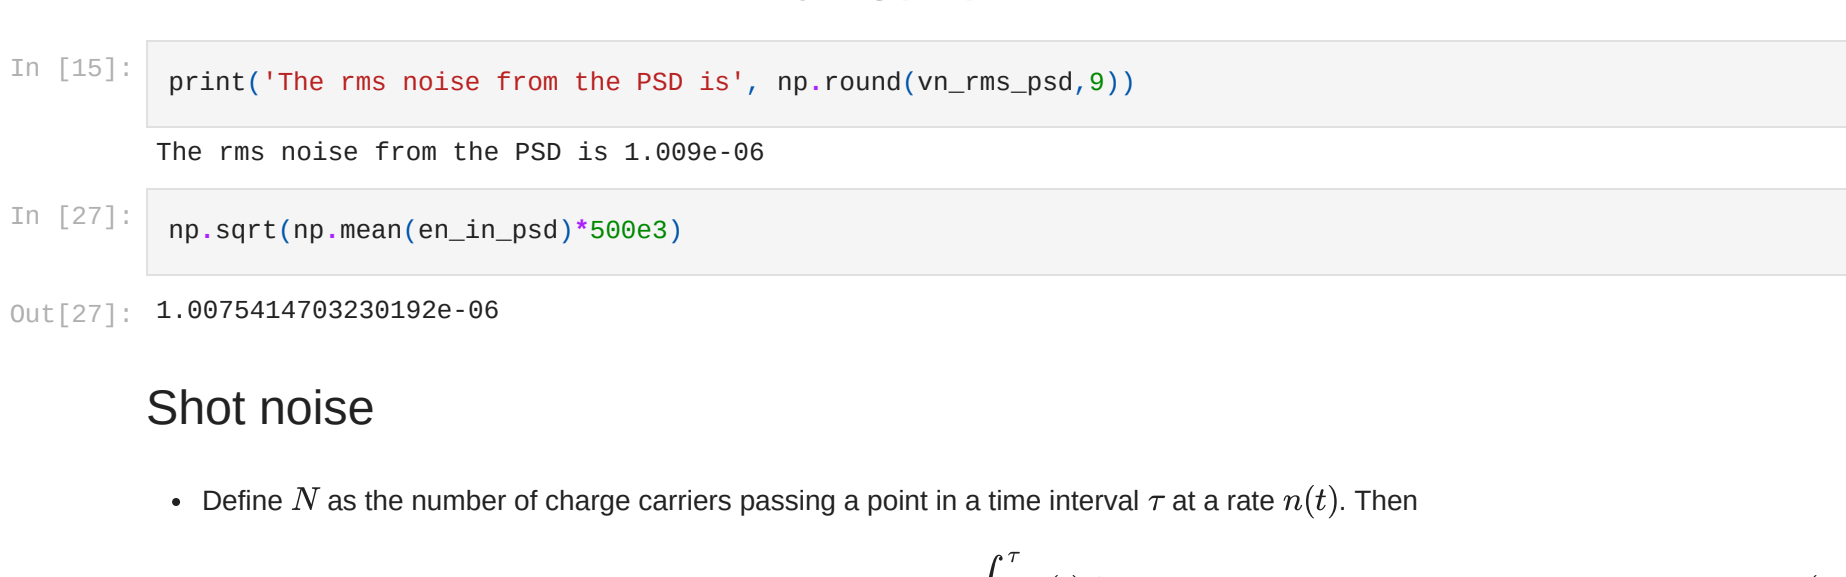 In [15]: print('The rms noise from the PSD is', np.round(vn_rms_psd,9))
The rms noise from the PSD is 1.009e-06
In [27]: np.sqrt(np.mean(en_in_psd)*500e3)
Out[27]: 1.0075414703230192e-06
Shot noise
• Define N as the number of charge carriers passing a point in a time interval τ at a rate n(t). Then
∫ τ